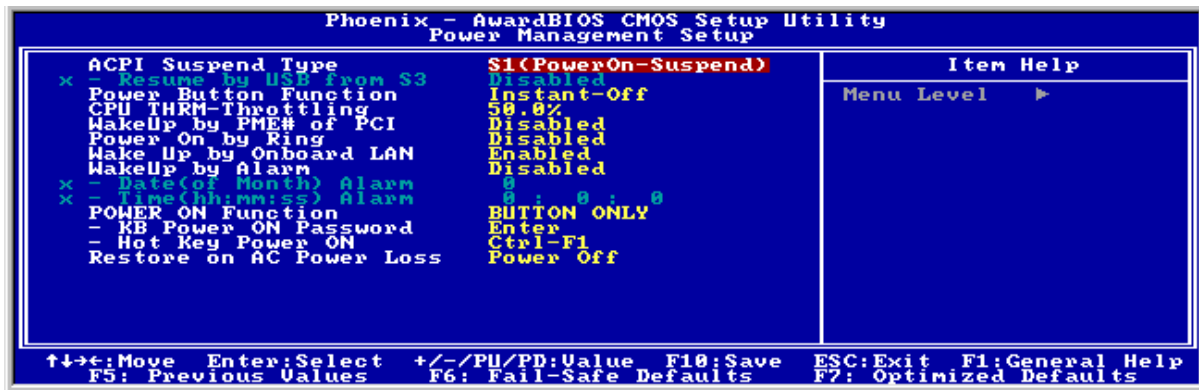 Phoenix - AwardBIOS CMOS Setup Utility
Power Management Setup
ACPI Suspend Type S1(PowerOn-Suspend)
x - Resume by USB from S3 Disabled
Power Button Function Instant-Off
CPU THRM-Throttling 50.0%
WakeUp by PME# of PCI Disabled
Power On by Ring Disabled
Wake Up by Onboard LAN Enabled
WakeUp by Alarm Disabled
x - Date(of Month) Alarm 0
x - Time(hh:mm:ss) Alarm 0 : 0 : 0
POWER ON Function BUTTON ONLY
- KB Power ON Password Enter
- Hot Key Power ON Ctrl-F1
Restore on AC Power Loss Power Off
Item Help
Menu Level ►
↑↓→←:Move Enter:Select +/-/PU/PD:Value F10:Save ESC:Exit F1:General Help
F5: Previous Values F6: Fail-Safe Defaults F7: Optimized Defaults